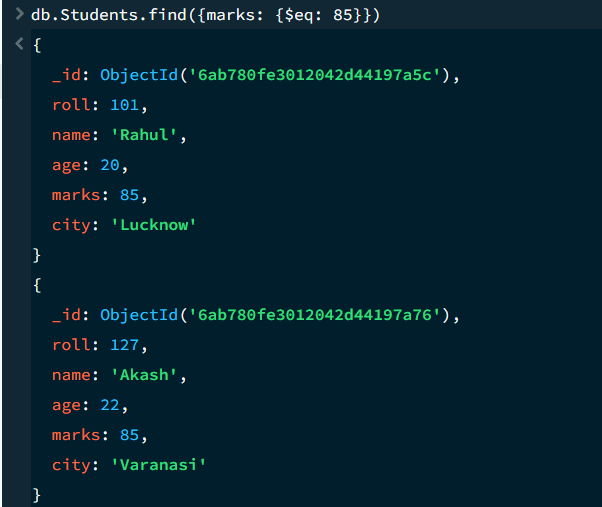 > db.Students.find({marks: {$eq: 85}})
< {
_id: ObjectId('6ab780fe3012042d44197a5c'),
roll: 101,
name: 'Rahul',
age: 20,
marks: 85,
city: 'Lucknow'
}
{
_id: ObjectId('6ab780fe3012042d44197a76'),
roll: 127,
name: 'Akash',
age: 22,
marks: 85,
city: 'Varanasi'
}